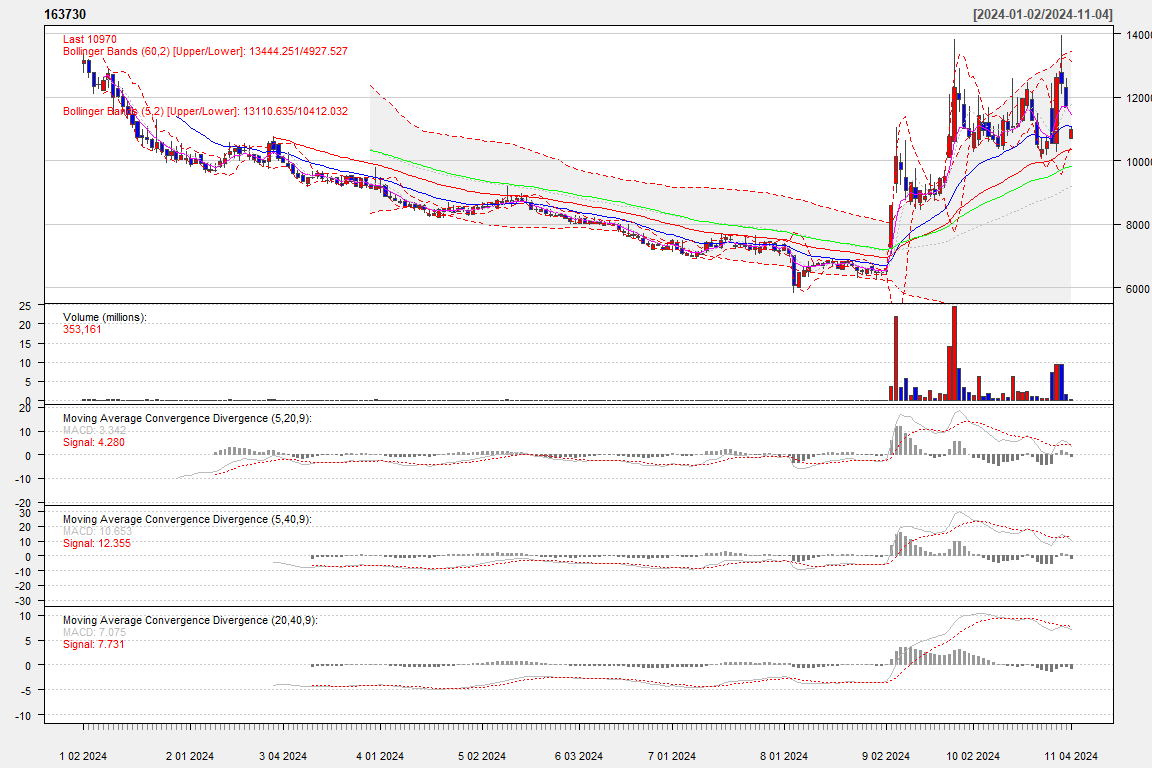 163730 [2024-01-02/2024-11-04]
Last 10970
Bollinger Bands (60,2) [Upper/Lower]: 13444.251/4927.527
Bollinger Bands (5,2) [Upper/Lower]: 13110.635/10412.032
14000
12000
10000
8000
6000
Volume (millions):
353,161
25
20
15
10
5
0
Moving Average Convergence Divergence (5,20,9):
MACD: 3.342
Signal: 4.280
20
10
0
-10
-20
Moving Average Convergence Divergence (5,40,9):
MACD: 10.653
Signal: 12.355
30
20
10
0
-10
-20
-30
Moving Average Convergence Divergence (20,40,9):
MACD: 7.075
Signal: 7.731
10
5
0
-5
-10
1 02 2024 2 01 2024 3 04 2024 4 01 2024 5 02 2024 6 03 2024 7 01 2024 8 01 2024 9 02 2024 10 02 2024 11 04 2024